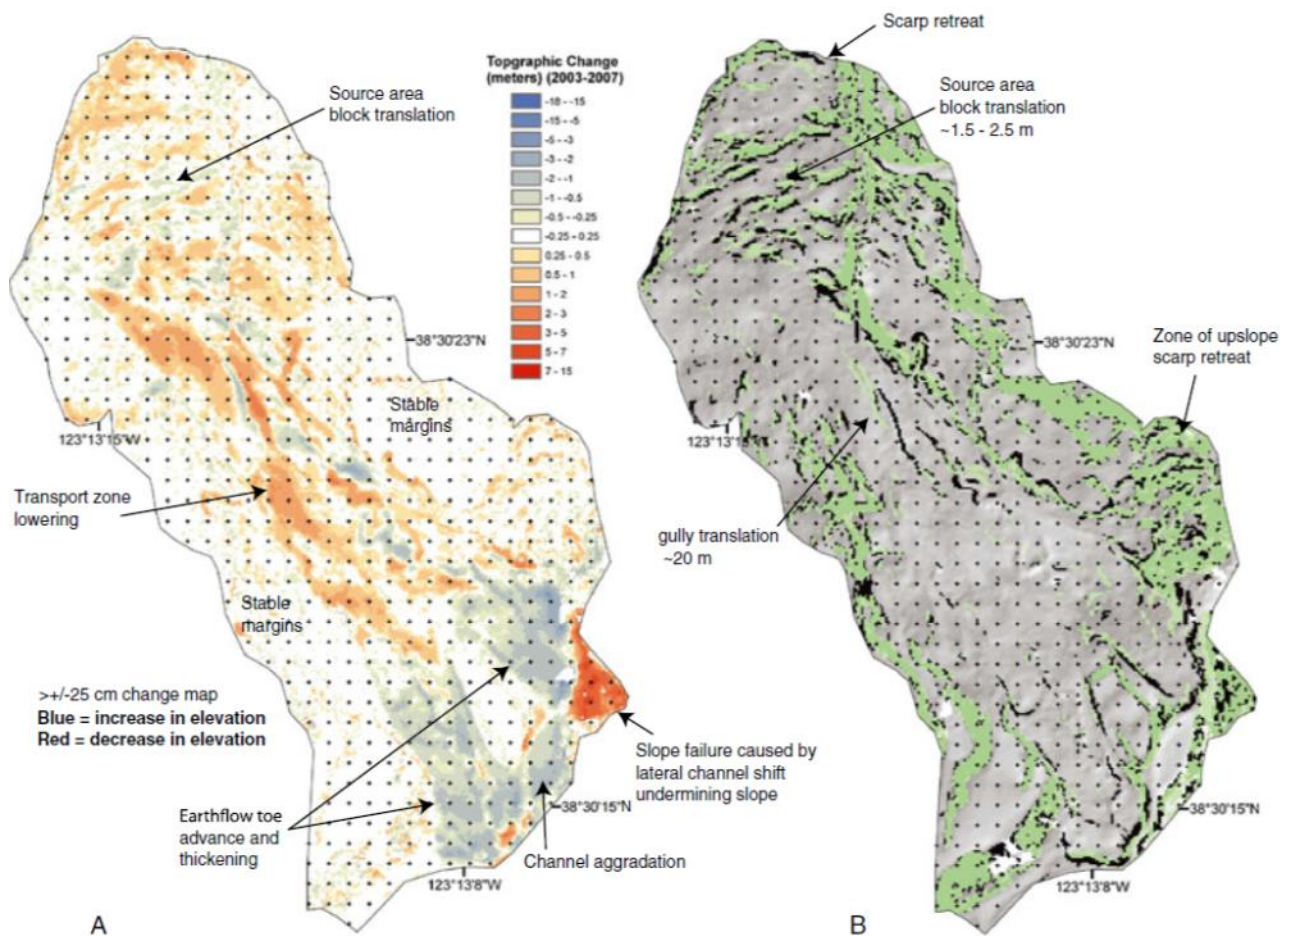 Scarp retreat
Source area
block translation
Topgraphic Change
(meters) (2003-2007)
-18 - -15
-15 - -5
-5 - -3
-3 - -2
-2 - -1
-1 - -0.5
-0.5 - -0.25
-0.25 - 0.25
0.25 - 0.5
0.5 - 1
1 - 2
2 - 3
3 - 5
5 - 7
7 - 15
Source area
block translation
~1.5 - 2.5 m
38°30'23"N
38°30'23"N
Zone of upslope
scarp retreat
Stable
margins
123°13'15"W
123°13'15"W
Transport zone
lowering
gully translation
~20 m
Stable
margins
>+/-25 cm change map
Blue = increase in elevation
Red = decrease in elevation
Slope failure caused by
lateral channel shift
undermining slope
Earthflow toe
advance and
thickening
38°30'15"N
38°30'15"N
Channel aggradation
123°13'8"W
123°13'8"W
A
B